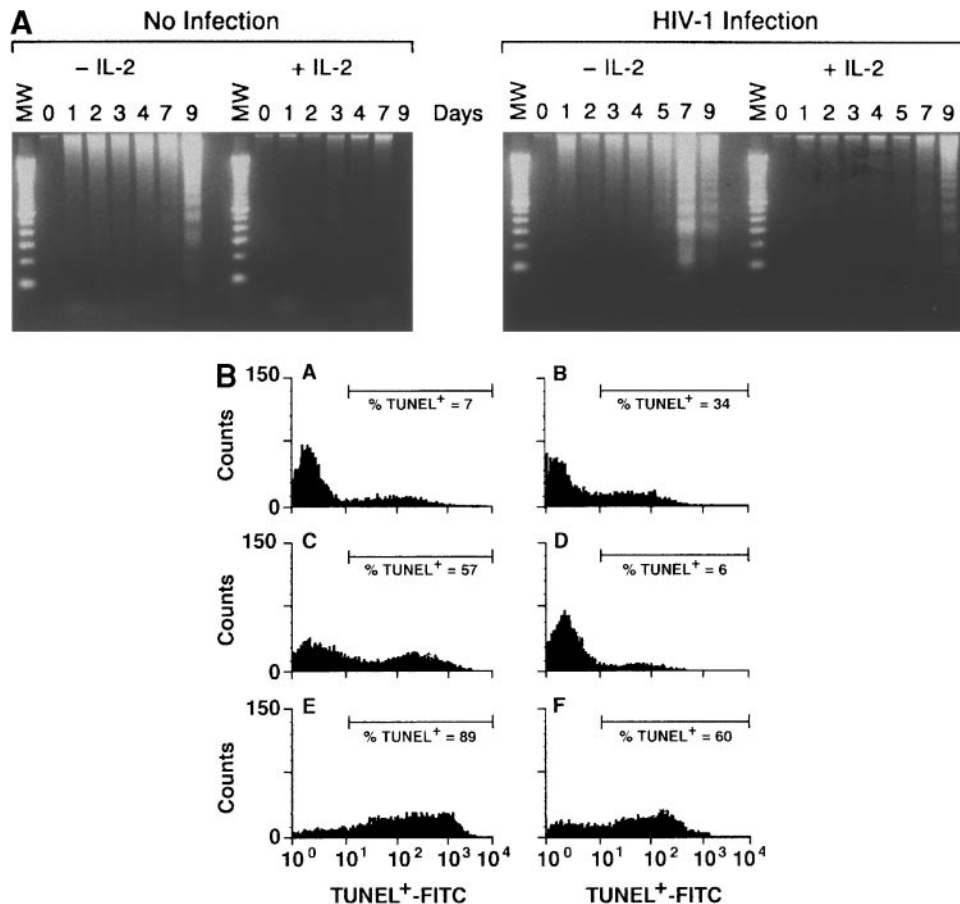 A
No Infection
HIV-1 Infection
– IL-2
+ IL-2
– IL-2
+ IL-2
MW 0 1 2 3 4 7 9 MW 0 1 2 3 4 7 9 Days MW 0 1 2 3 4 5 7 9 MW 0 1 2 3 4 5 7 9
B
150
Counts
0
A
% TUNEL⁺ = 7
B
% TUNEL⁺ = 34
150
Counts
0
C
% TUNEL⁺ = 57
D
% TUNEL⁺ = 6
150
Counts
0
E
% TUNEL⁺ = 89
F
% TUNEL⁺ = 60
10⁰ 10¹ 10² 10³ 10⁴
10⁰ 10¹ 10² 10³ 10⁴
TUNEL⁺-FITC
TUNEL⁺-FITC